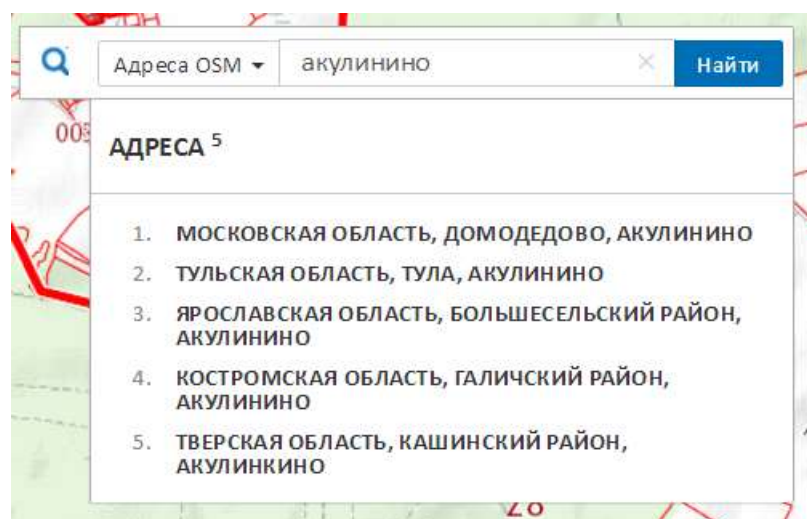 Адреса OSM акулинино Найти
АДРЕСА 5
1. МОСКОВСКАЯ ОБЛАСТЬ, ДОМОДЕДОВО, АКУЛИНИНО
2. ТУЛЬСКАЯ ОБЛАСТЬ, ТУЛА, АКУЛИНИНО
3. ЯРОСЛАВСКАЯ ОБЛАСТЬ, БОЛЬШЕСЕЛЬСКИЙ РАЙОН,
АКУЛИНИНО
4. КОСТРОМСКАЯ ОБЛАСТЬ, ГАЛИЧСКИЙ РАЙОН,
АКУЛИНИНО
5. ТВЕРСКАЯ ОБЛАСТЬ, КАШИНСКИЙ РАЙОН,
АКУЛИНКИНО